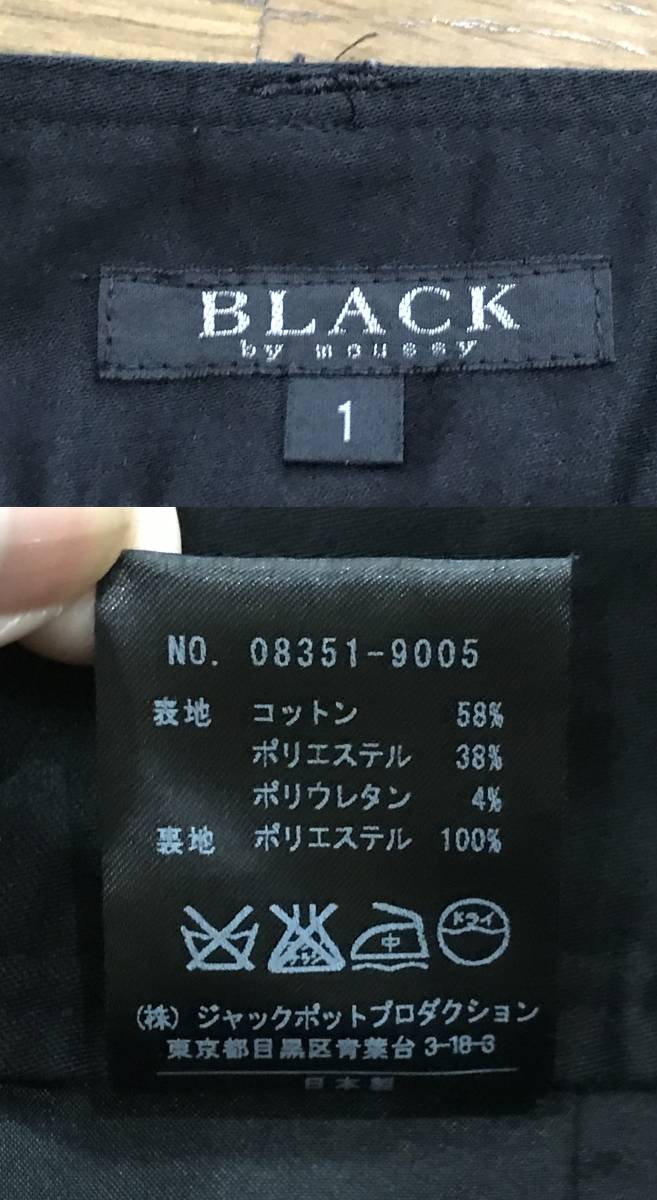 BLACK
by moussy
1
NO. 08351-9005
表地 コットン 58%
ポリエステル 38%
ポリウレタン 4%
裏地 ポリエステル 100%
エンソ
中
ドライ
(株) ジャックポットプロダクション
東京都目黒区青葉台3-18-3
日本製